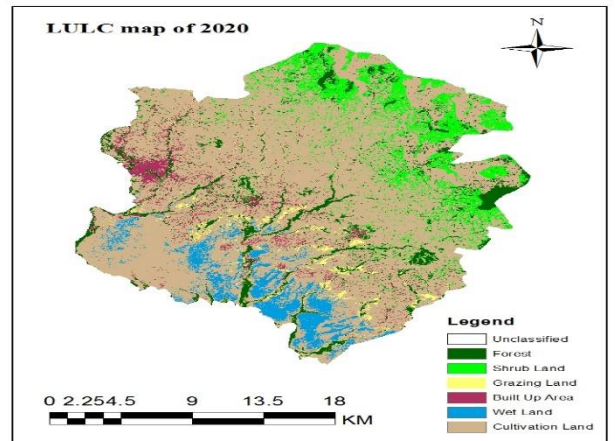 LULC map of 2020
N
Legend
Unclassified
Forest
Shrub Land
Grazing Land
Built Up Area
Wet Land
Cultivation Land
0 2.254.5 9 13.5 18
KM